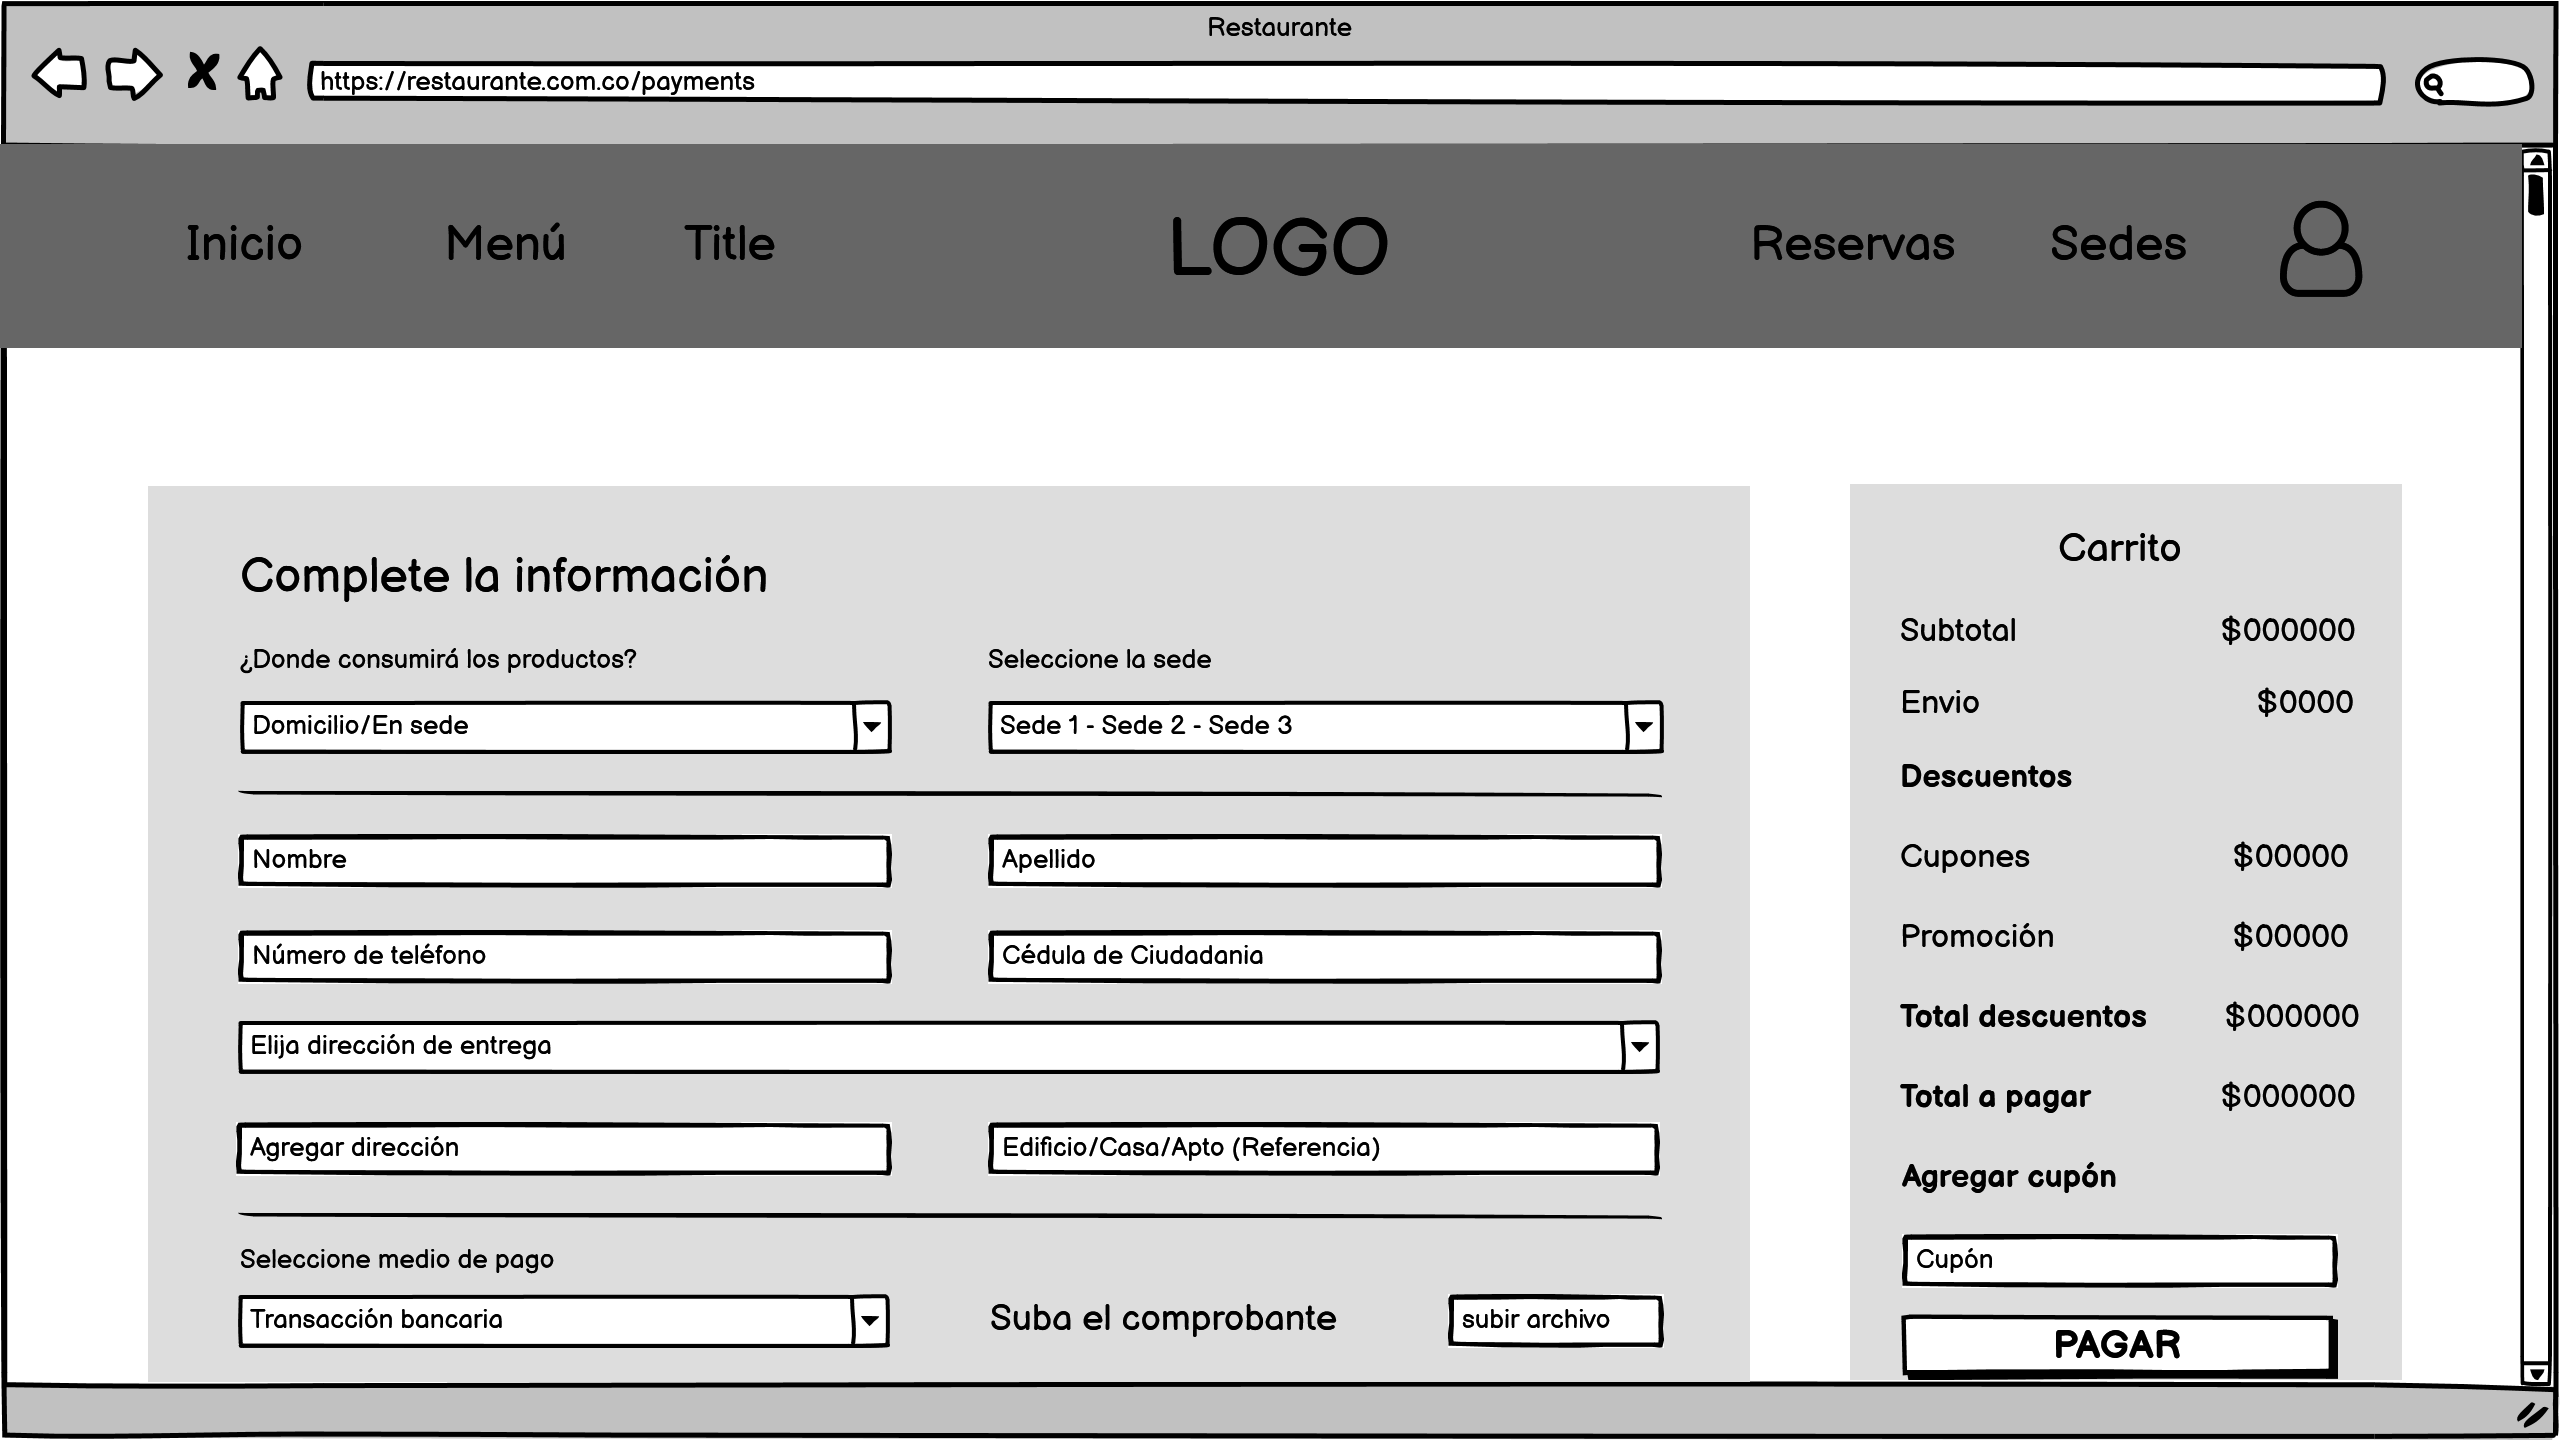 Restaurante
https://restaurante.com.co/payments
Inicio Menú Title LOGO Reservas Sedes
Complete la información
¿Donde consumirá los productos? Seleccione la sede
Domicilio/En sede Sede 1 - Sede 2 - Sede 3
Nombre Apellido
Número de teléfono Cédula de Ciudadania
Elija dirección de entrega
Agregar dirección Edificio/Casa/Apto (Referencia)
Seleccione medio de pago
Transacción bancaria Suba el comprobante subir archivo
Carrito
Subtotal $000000
Envio $0000
Descuentos
Cupones $00000
Promoción $00000
Total descuentos $000000
Total a pagar $000000
Agregar cupón
Cupón
PAGAR